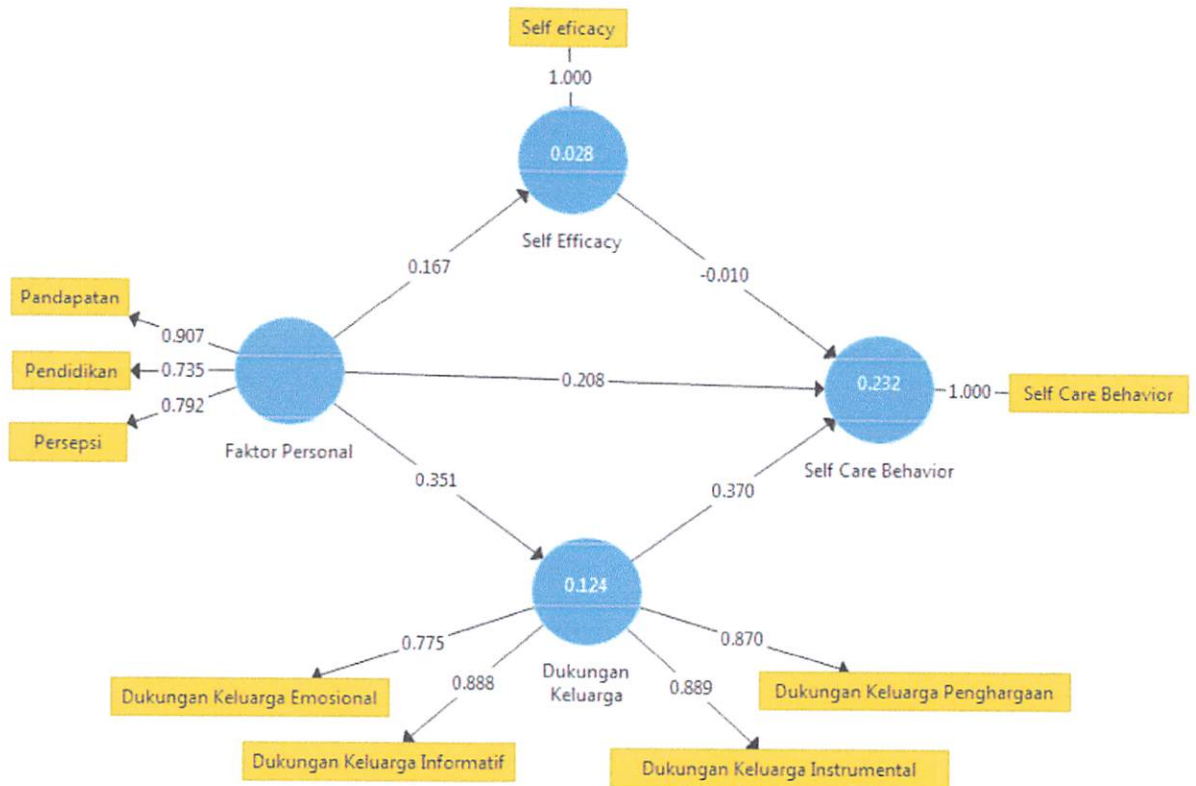 Self eficacy
1.000
0.028
Self Efficacy
0.167
-0.010
Pandapatan
0.907
Pendidikan
0.735
Persepsi
0.792
Faktor Personal
0.208
0.232
1.000
Self Care Behavior
Self Care Behavior
0.351
0.370
0.124
Dukungan
Keluarga
0.775
0.888
0.889
0.870
Dukungan Keluarga Emosional
Dukungan Keluarga Informatif
Dukungan Keluarga Instrumental
Dukungan Keluarga Penghargaan